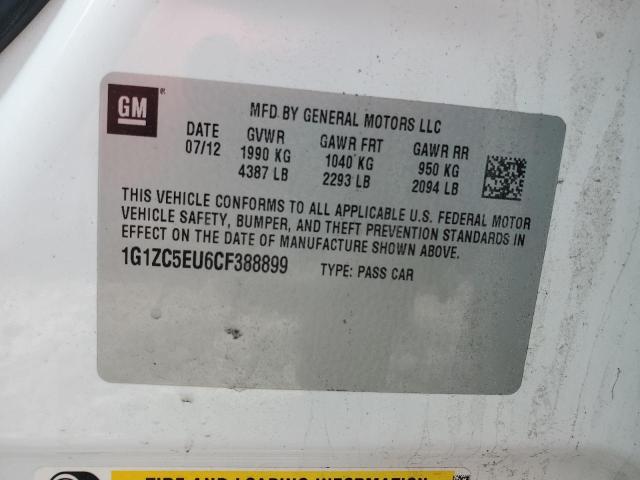 GM
MFD BY GENERAL MOTORS LLC
DATE GVWR GAWR FRT GAWR RR
07/12 1990 KG 1040 KG 950 KG
4387 LB 2293 LB 2094 LB
THIS VEHICLE CONFORMS TO ALL APPLICABLE U.S. FEDERAL MOTOR
VEHICLE SAFETY, BUMPER, AND THEFT PREVENTION STANDARDS IN
EFFECT ON THE DATE OF MANUFACTURE SHOWN ABOVE.
1G1ZC5EU6CF388899 TYPE: PASS CAR
TIRE AND LOADING INFORMATION